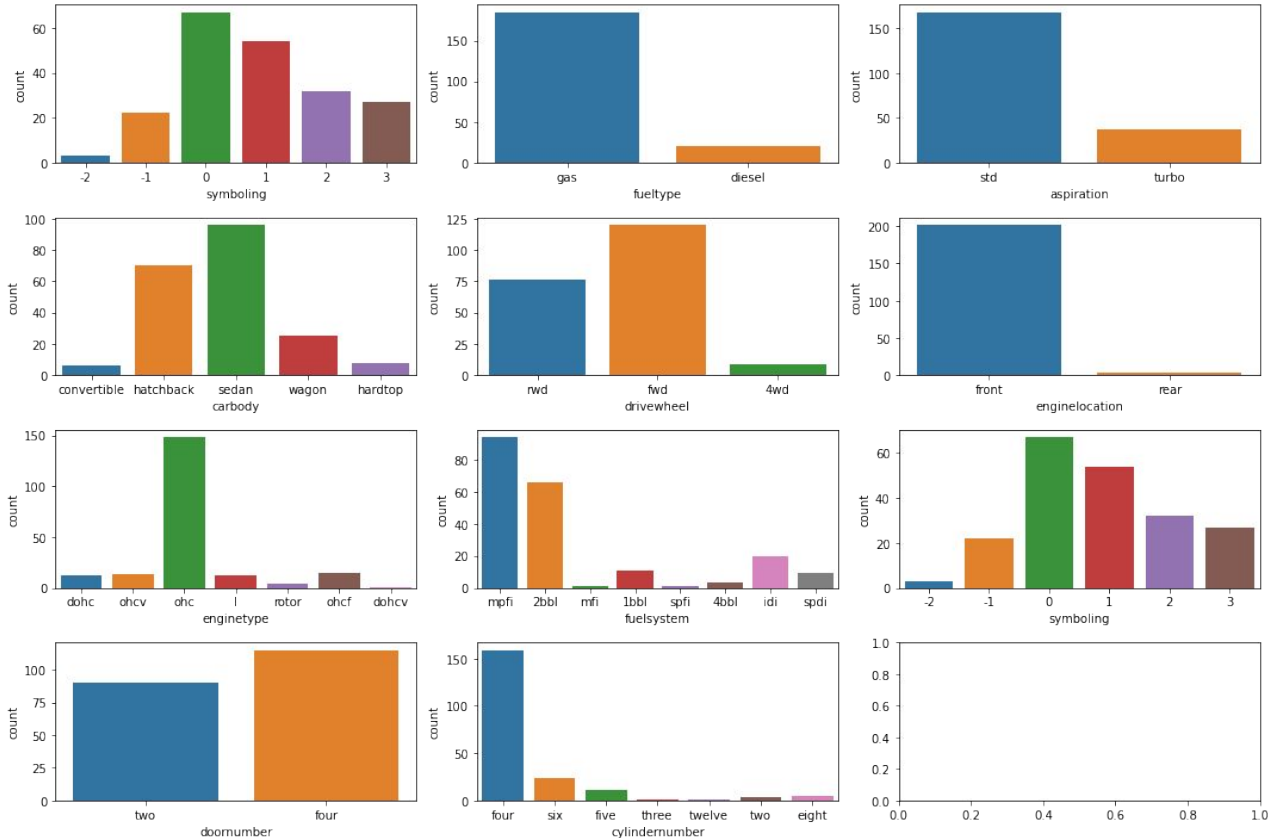 60
40
20
0
count
-2 -1 0 1 2 3
symboling
150
100
50
0
count
gas diesel
fueltype
150
100
50
0
count
std turbo
aspiration
100
80
60
40
20
0
count
convertible hatchback sedan wagon hardtop
carbody
125
100
75
50
25
0
count
rwd fwd 4wd
drivewheel
200
150
100
50
0
count
front rear
enginelocation
150
100
50
0
count
dohc ohcv ohc l rotor ohcf dohcv
enginetype
80
60
40
20
0
count
mpfi 2bbl mfi 1bbl spfi 4bbl idi spdi
fuelsystem
60
40
20
0
count
-2 -1 0 1 2 3
symboling
100
75
50
25
0
count
two four
doornumber
150
100
50
0
count
four six five three twelve two eight
cylindernumber
1.0
0.8
0.6
0.4
0.2
0.0
0.0 0.2 0.4 0.6 0.8 1.0